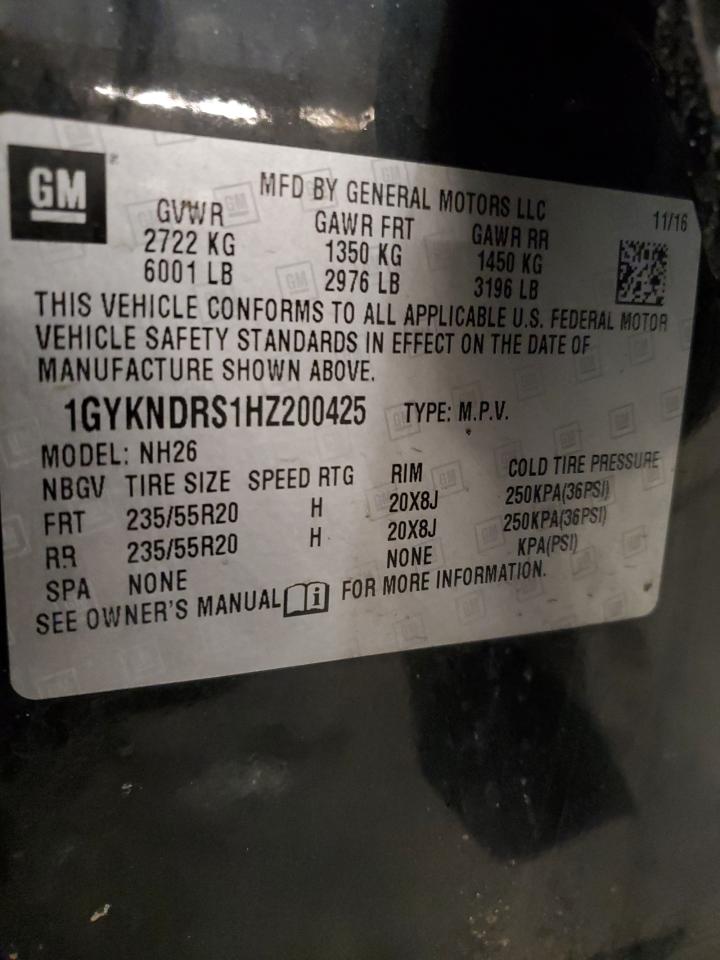 GM
MFD BY GENERAL MOTORS LLC
11/16
GVWR GAWR FRT GAWR RR
2722 KG 1350 KG 1450 KG
6001 LB 2976 LB 3196 LB
THIS VEHICLE CONFORMS TO ALL APPLICABLE U.S. FEDERAL MOTOR
VEHICLE SAFETY STANDARDS IN EFFECT ON THE DATE OF
MANUFACTURE SHOWN ABOVE.
1GYKNDRS1HZ200425 TYPE: M.P.V.
MODEL: NH26
NBGV TIRE SIZE SPEED RTG RIM COLD TIRE PRESSURE
FRT 235/55R20 H 20X8J 250KPA(36PSI)
RR 235/55R20 H 20X8J 250KPA(36PSI)
SPA NONE NONE KPA(PSI)
SEE OWNER'S MANUAL i FOR MORE INFORMATION.